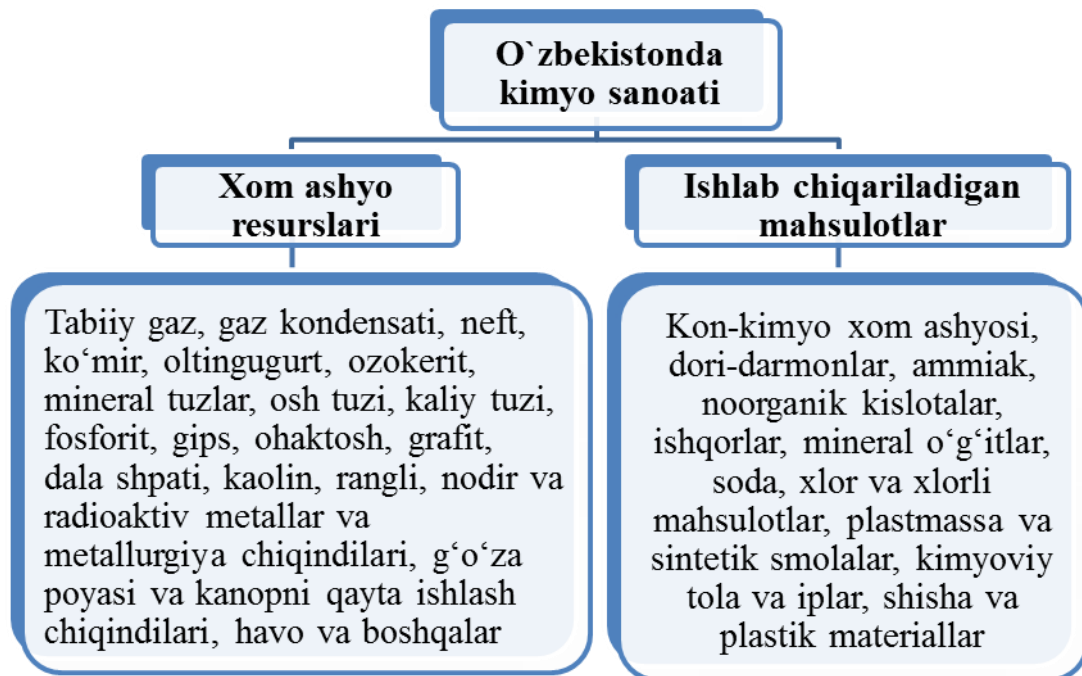 O`zbekistonda
kimyo sanoati
Xom ashyo
resurslari
Tabiiy gaz, gaz kondensati, neft,
ko‘mir, oltingugurt, ozokerit,
mineral tuzlar, osh tuzi, kaliy tuzi,
fosforit, gips, ohaktosh, grafit,
dala shpati, kaolin, rangli, nodir va
radioaktiv metallar va
metallurgiya chiqindilari, g‘o‘za
poyasi va kanopni qayta ishlash
chiqindilari, havo va boshqalar
Ishlab chiqariladigan
mahsulotlar
Kon-kimyo xom ashyosi,
dori-darmonlar, ammiak,
noorganik kislotalar,
ishqorlar, mineral o‘g‘itlar,
soda, xlor va xlorli
mahsulotlar, plastmassa va
sintetik smolalar, kimyoviy
tola va iplar, shisha va
plastik materiallar